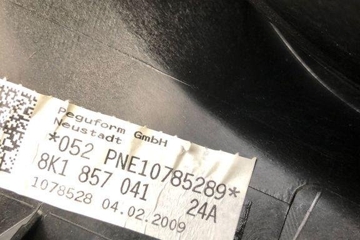 Peguform GmbH
Neustadt
*052 PNE10785289*
8K1 857 041 24A
1078528 04.02.2009